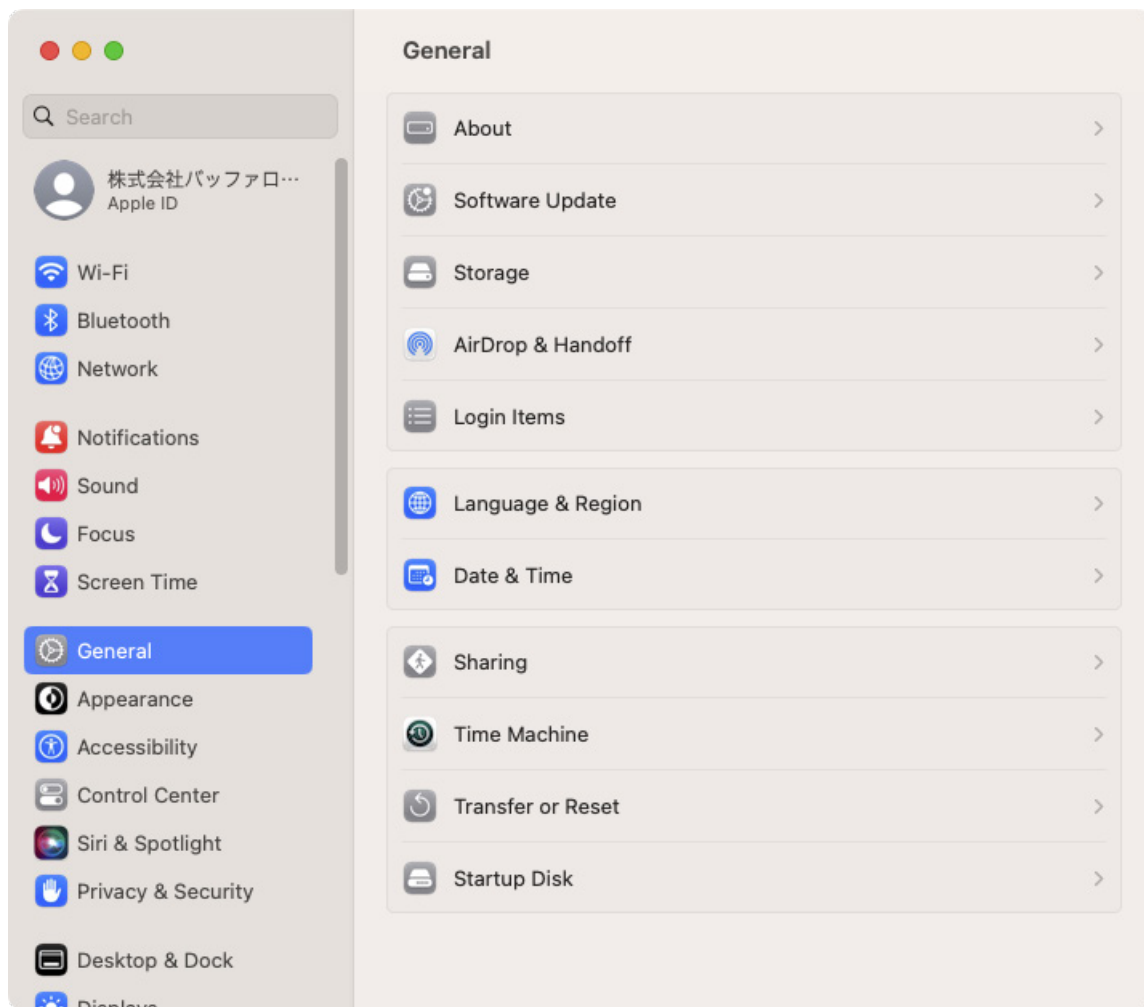 General
Search
株式会社バッファロ…
Apple ID
Wi-Fi
Bluetooth
Network
Notifications
Sound
Focus
Screen Time
General
Appearance
Accessibility
Control Center
Siri & Spotlight
Privacy & Security
Desktop & Dock
Displays
About
Software Update
Storage
AirDrop & Handoff
Login Items
Language & Region
Date & Time
Sharing
Time Machine
Transfer or Reset
Startup Disk